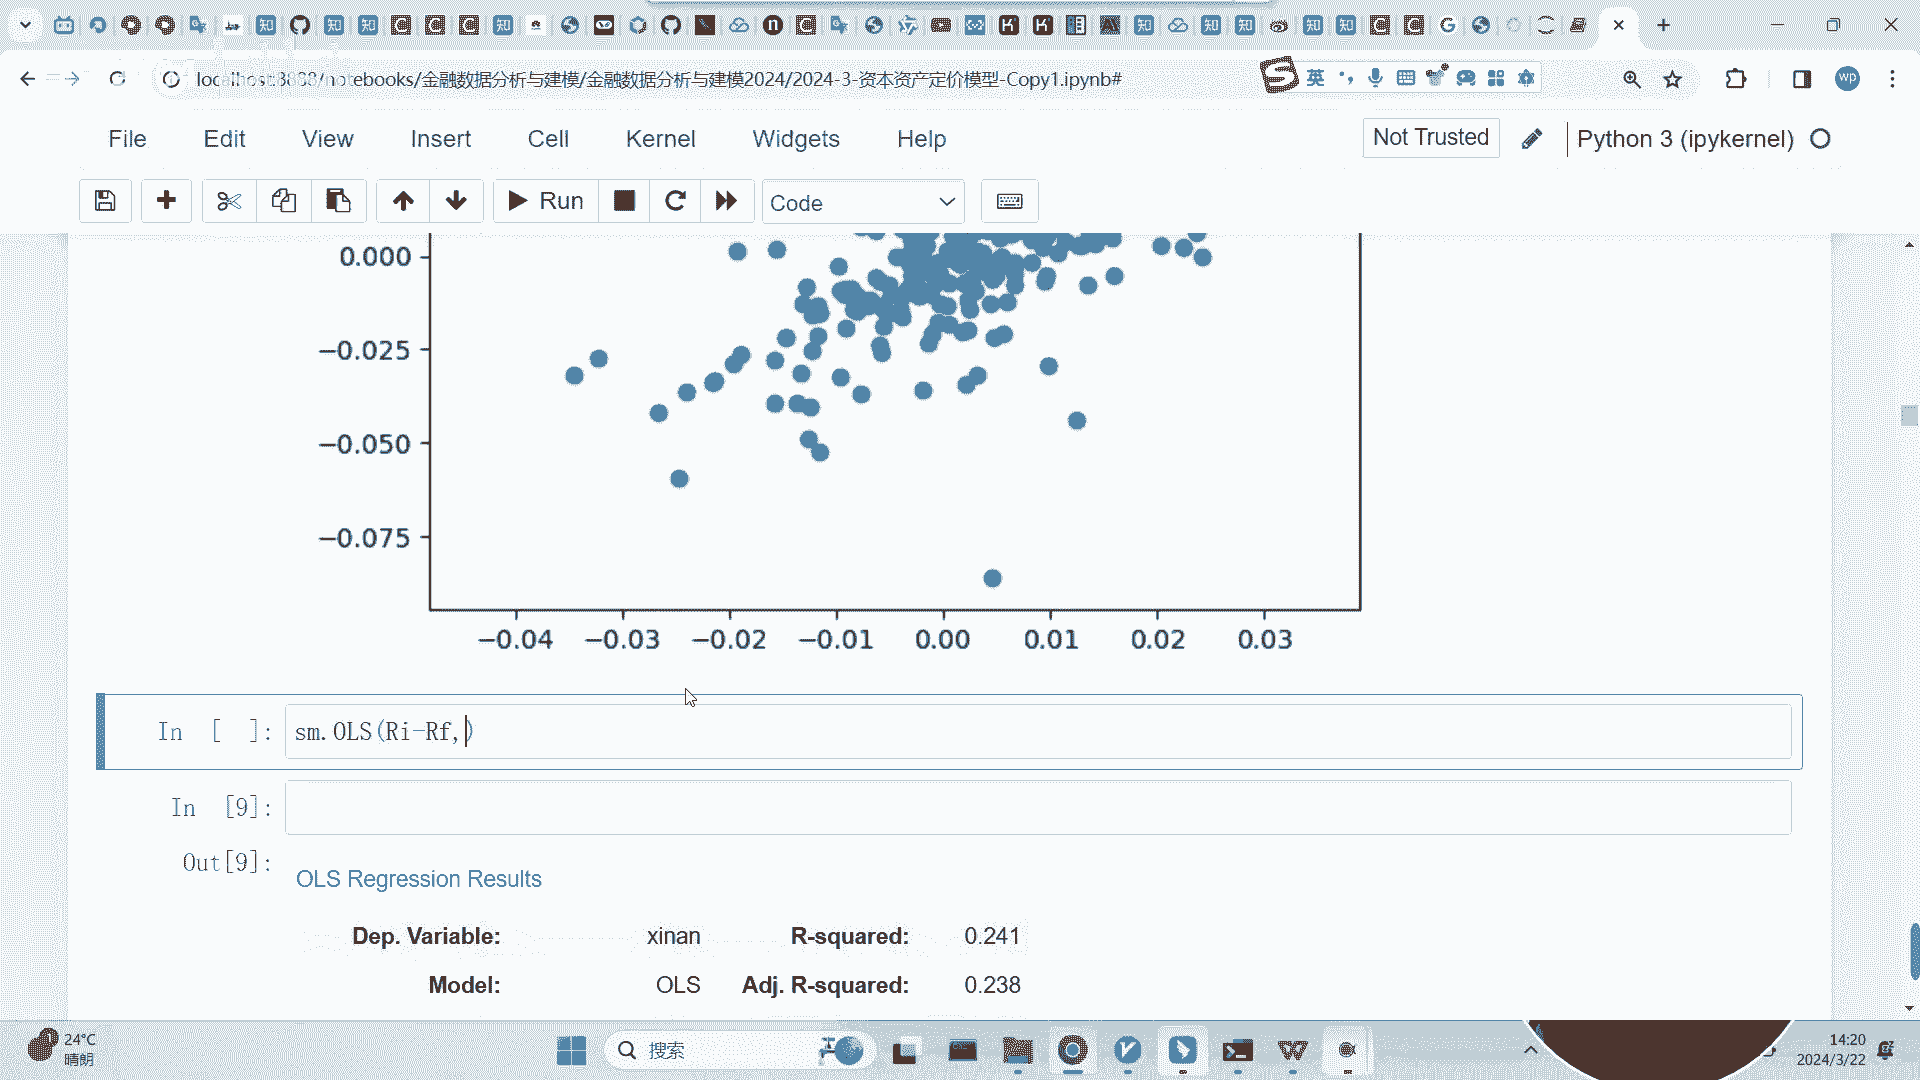 localhost:8888/notebooks/金融数据分析与建模/金融数据分析与建模2024/2024-3-资本资产定价模型-Copy1.ipynb#
英
wp
File Edit View Insert Cell Kernel Widgets Help
Not Trusted
Python 3 (ipykernel)
Run
Code
0.000
−0.025
−0.050
−0.075
−0.04 −0.03 −0.02 −0.01 0.00 0.01 0.02 0.03
In [ ]: sm.OLS(Ri-Rf,)
In [9]:
Out[9]:
OLS Regression Results
Dep. Variable: xinan R-squared: 0.241
Model: OLS Adj. R-squared: 0.238
24°C
晴朗
搜索
14:20
2024/3/22